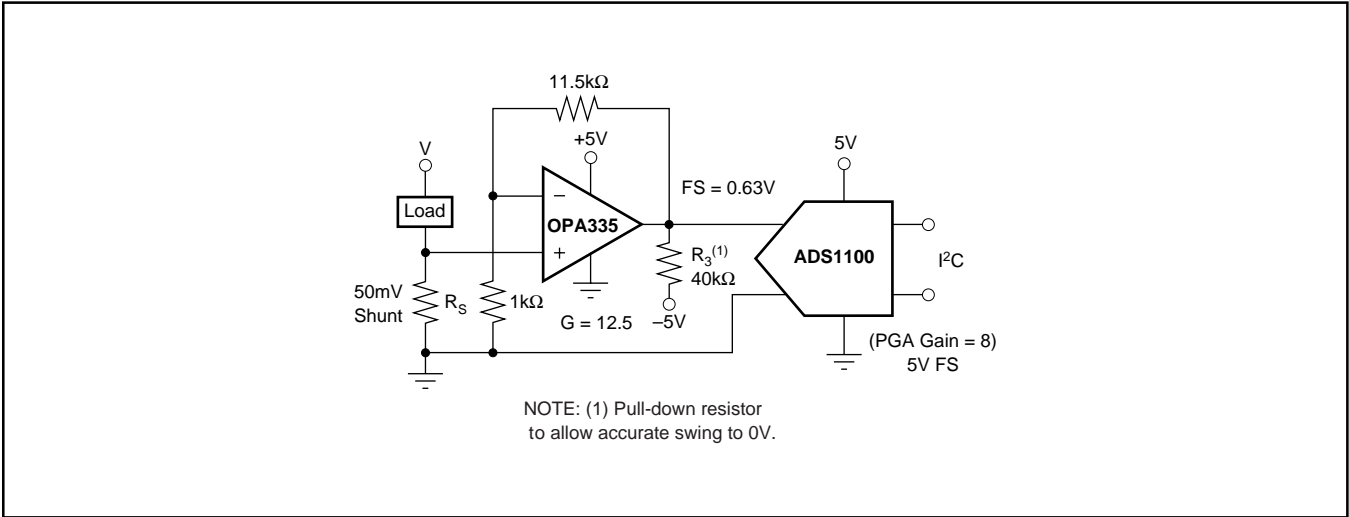 11.5kΩ
+5V
V
5V
FS = 0.63V
Load
−
OPA335
+
R3(1)
40kΩ
ADS1100
I2C
50mV
Shunt
RS
1kΩ
G = 12.5
–5V
(PGA Gain = 8)
5V FS
NOTE: (1) Pull-down resistor
to allow accurate swing to 0V.